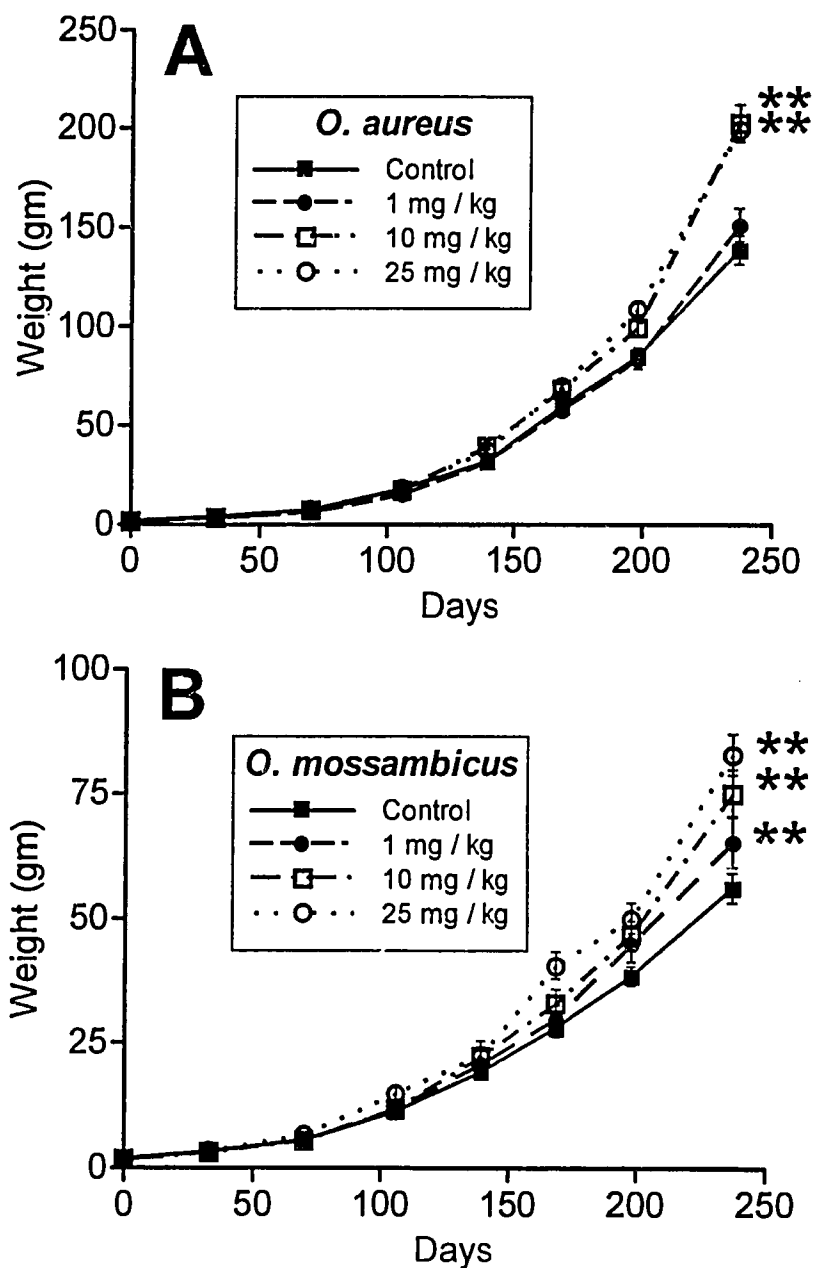 A
250
200
150
100
50
0
Weight (gm)
O. aureus
Control
1 mg / kg
10 mg / kg
25 mg / kg
**
**
0 50 100 150 200 250
Days
B
100
75
50
25
0
Weight (gm)
O. mossambicus
Control
1 mg / kg
10 mg / kg
25 mg / kg
**
**
**
0 50 100 150 200 250
Days